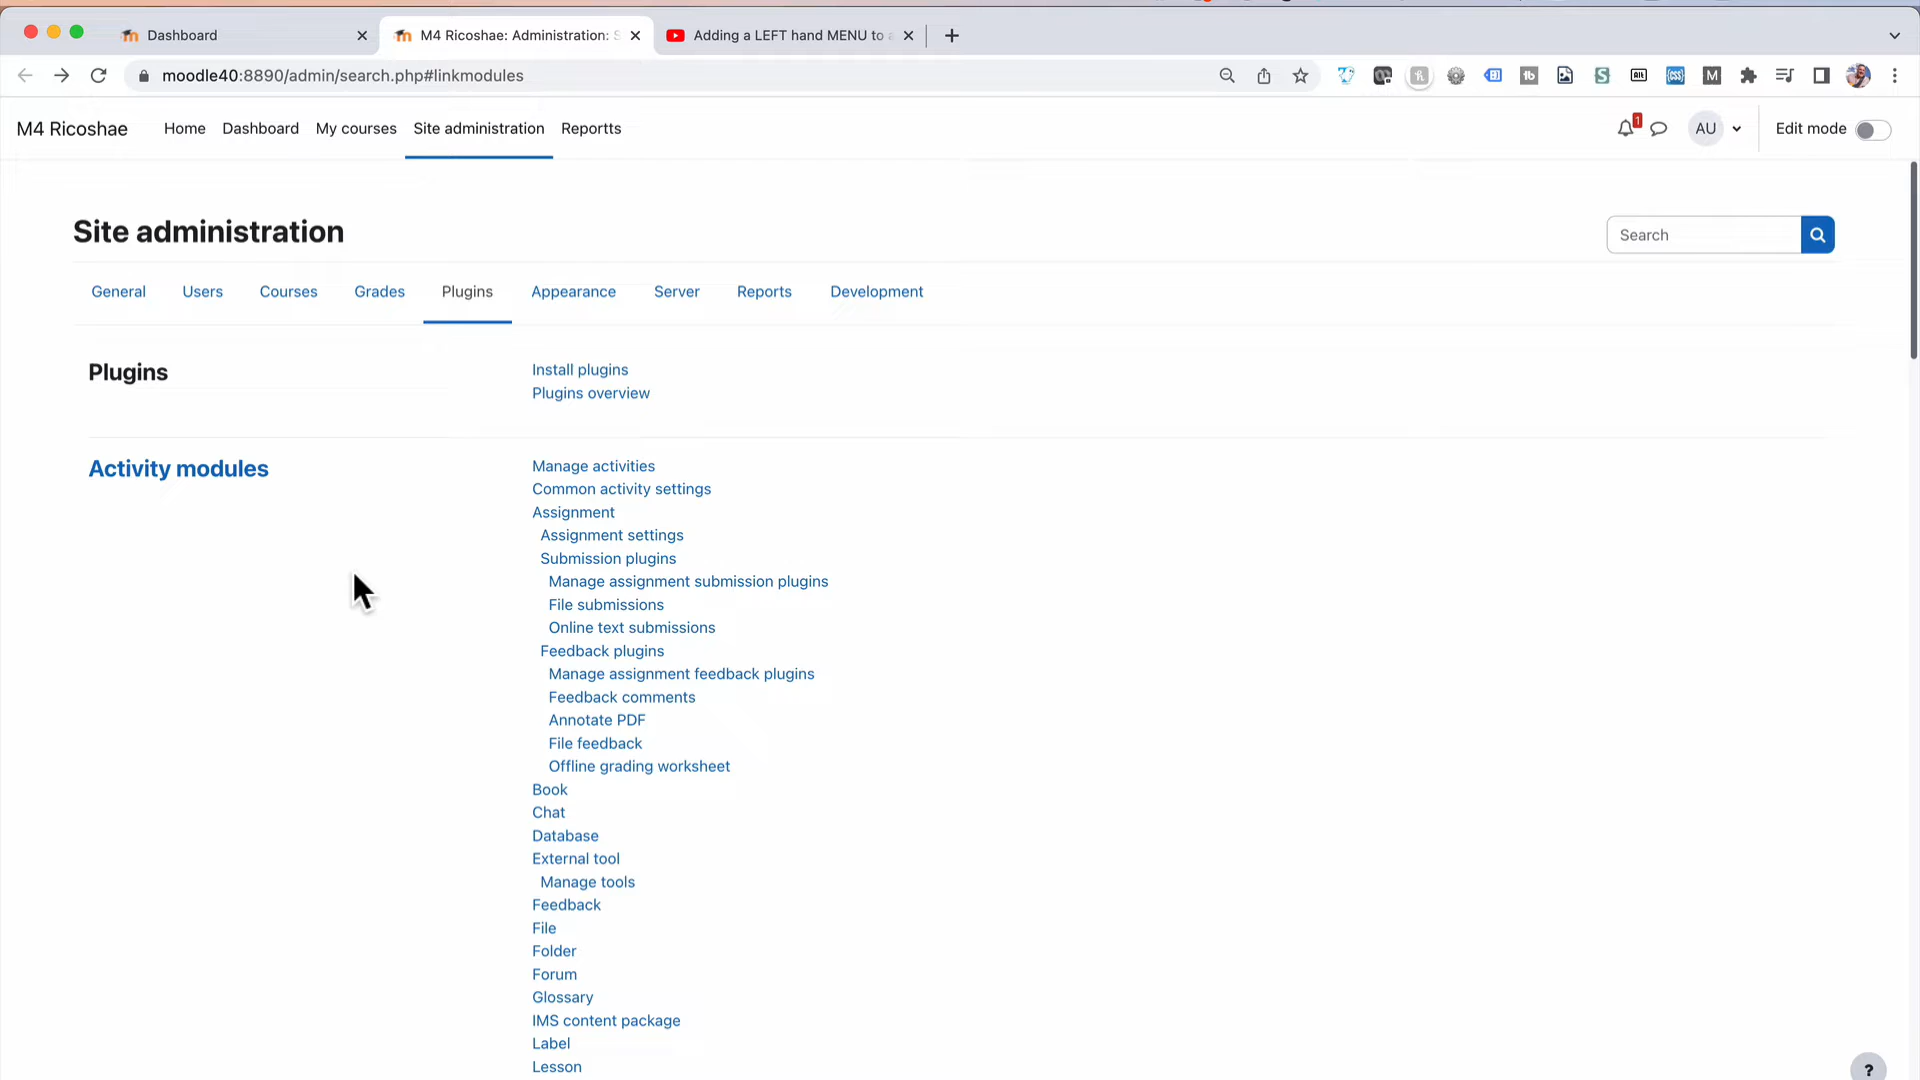 Dashboard
M4 Ricoshae: Administration: S
Adding a LEFT hand MENU to a
moodle40:8890/admin/search.php#linkmodules
M4 Ricoshae
Home
Dashboard
My courses
Site administration
Reportts
1
AU
Edit mode
Site administration
Search
General
Users
Courses
Grades
Plugins
Appearance
Server
Reports
Development
Plugins
Install plugins
Plugins overview
Activity modules
Manage activities
Common activity settings
Assignment
Assignment settings
Submission plugins
Manage assignment submission plugins
File submissions
Online text submissions
Feedback plugins
Manage assignment feedback plugins
Feedback comments
Annotate PDF
File feedback
Offline grading worksheet
Book
Chat
Database
External tool
Manage tools
Feedback
File
Folder
Forum
Glossary
IMS content package
Label
Lesson
?